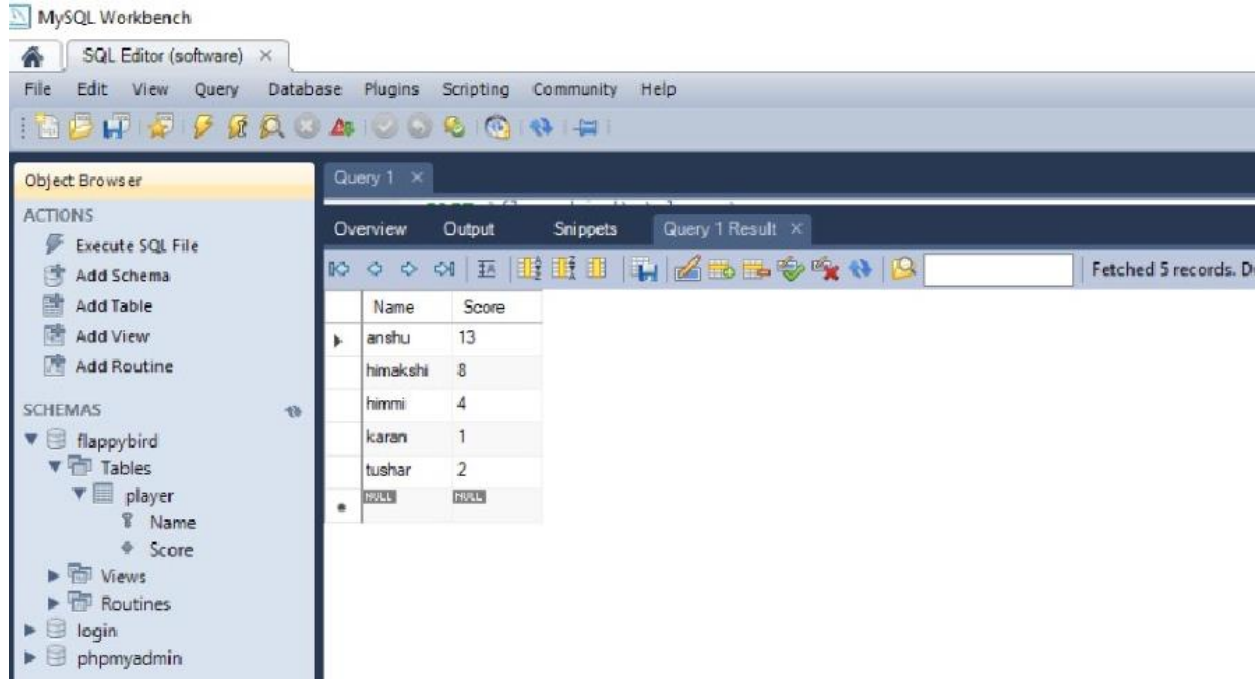 MySQL Workbench
SQL Editor (software)
File Edit View Query Database Plugins Scripting Community Help
Object Browser
ACTIONS
Execute SQL File
Add Schema
Add Table
Add View
Add Routine
SCHEMAS
flappybird
Tables
player
Name
Score
Views
Routines
login
phpmyadmin
Query 1
Overview Output Snippets Query 1 Result
Fetched 5 records. D
Name Score
anshu 13
himakshi 8
himmi 4
karan 1
tushar 2
NULL NULL